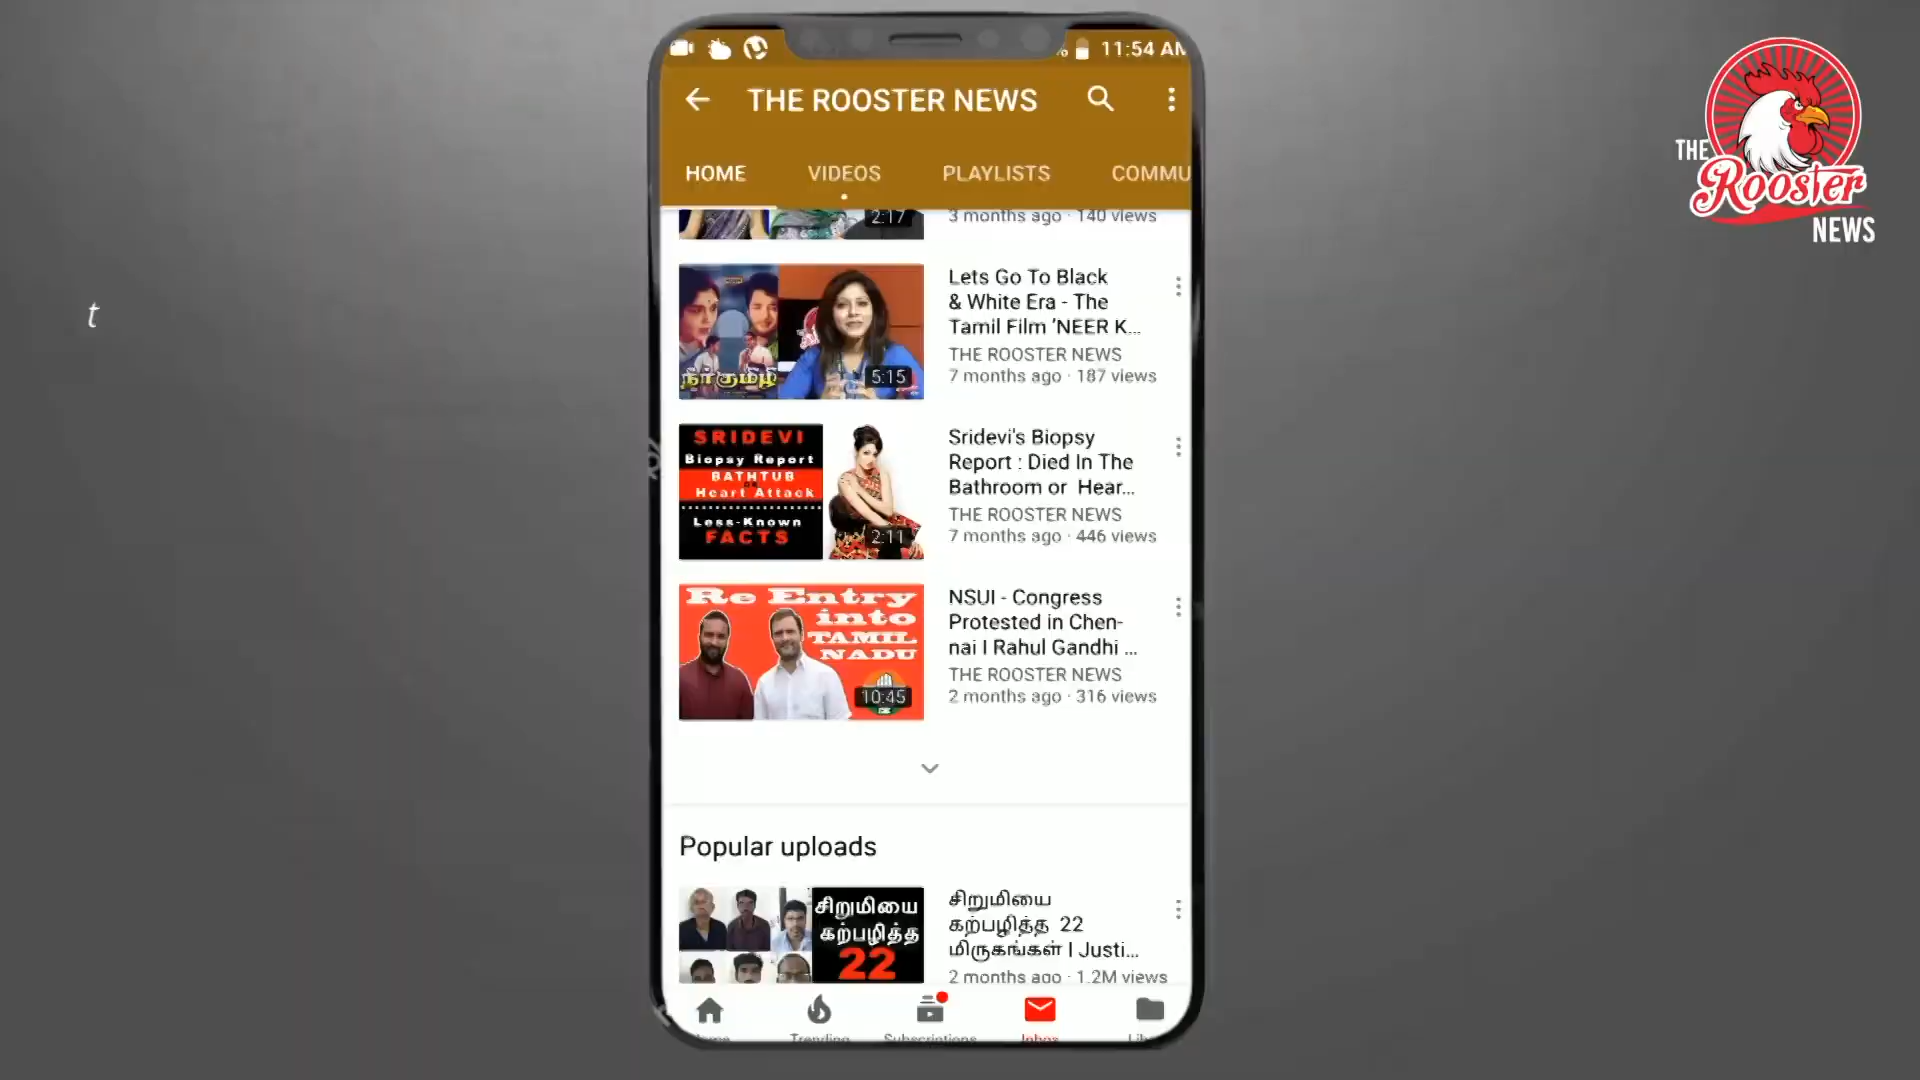 11:54 AM
THE ROOSTER NEWS
HOME VIDEOS PLAYLISTS COMMU
2:17
3 months ago · 140 views
நீர்குமிழி
5:15
Lets Go To Black
& White Era - The
Tamil Film 'NEER K...
THE ROOSTER NEWS
7 months ago · 187 views
SRIDEVI
Biopsy Report
BATHTUB
OR
Heart Attack
Less-Known
FACTS
2:11
Sridevi's Biopsy
Report : Died In The
Bathroom or Hear...
THE ROOSTER NEWS
7 months ago · 446 views
Re Entry
into
TAMIL
NADU
10:45
NSUI - Congress
Protested in Chen-
nai I Rahul Gandhi ...
THE ROOSTER NEWS
2 months ago · 316 views
Popular uploads
சிறுமியை
கற்பழித்த
22
சிறுமியை
கற்பழித்த 22
மிருகங்கள் I Justi...
2 months ago · 1.2M views
Trending Subscriptions Inbox
t
THE
Rooster
NEWS